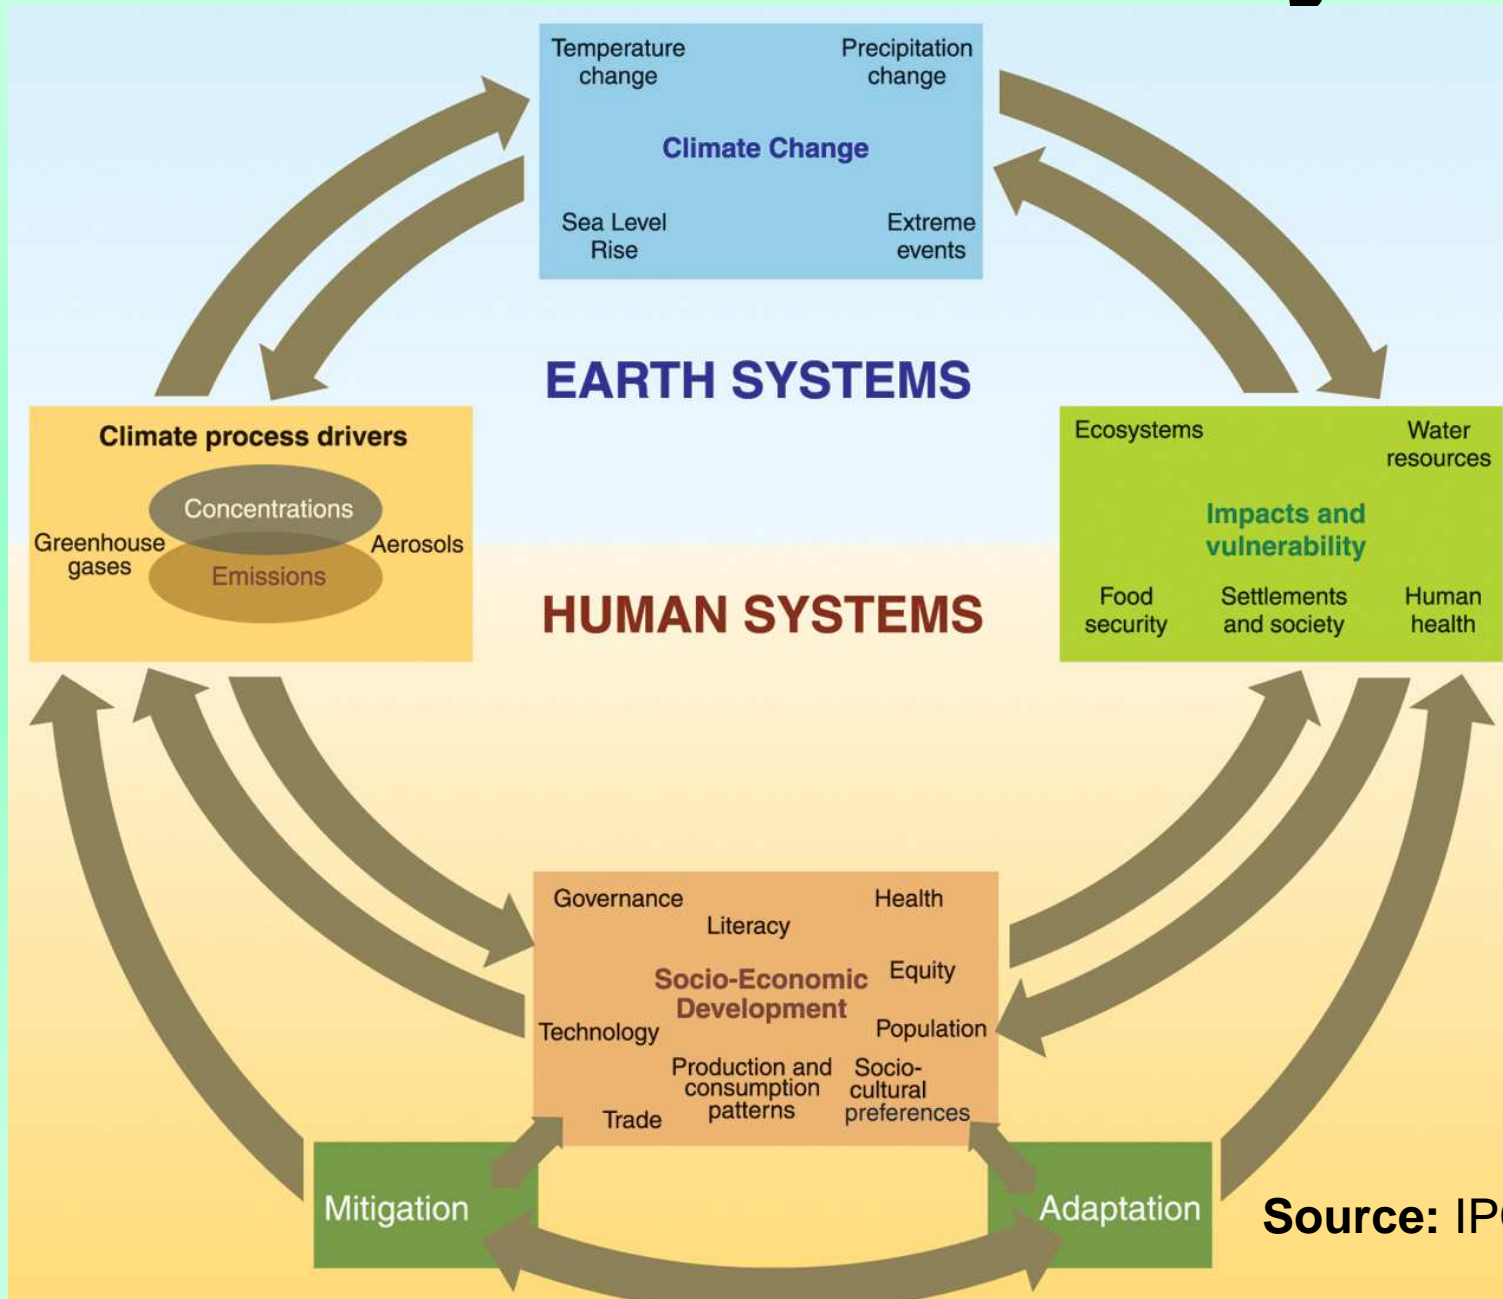 Temperature
change
Precipitation
change
Climate Change
Sea Level
Rise
Extreme
events
EARTH SYSTEMS
Climate process drivers
Concentrations
Greenhouse
gases
Aerosols
Emissions
Ecosystems
Water
resources
Impacts and
vulnerability
Food
security
Settlements
and society
Human
health
HUMAN SYSTEMS
Governance
Literacy
Health
Socio-Economic
Development
Equity
Technology
Population
Production and
consumption
patterns
Socio-
cultural
preferences
Trade
Mitigation
Adaptation
Source: